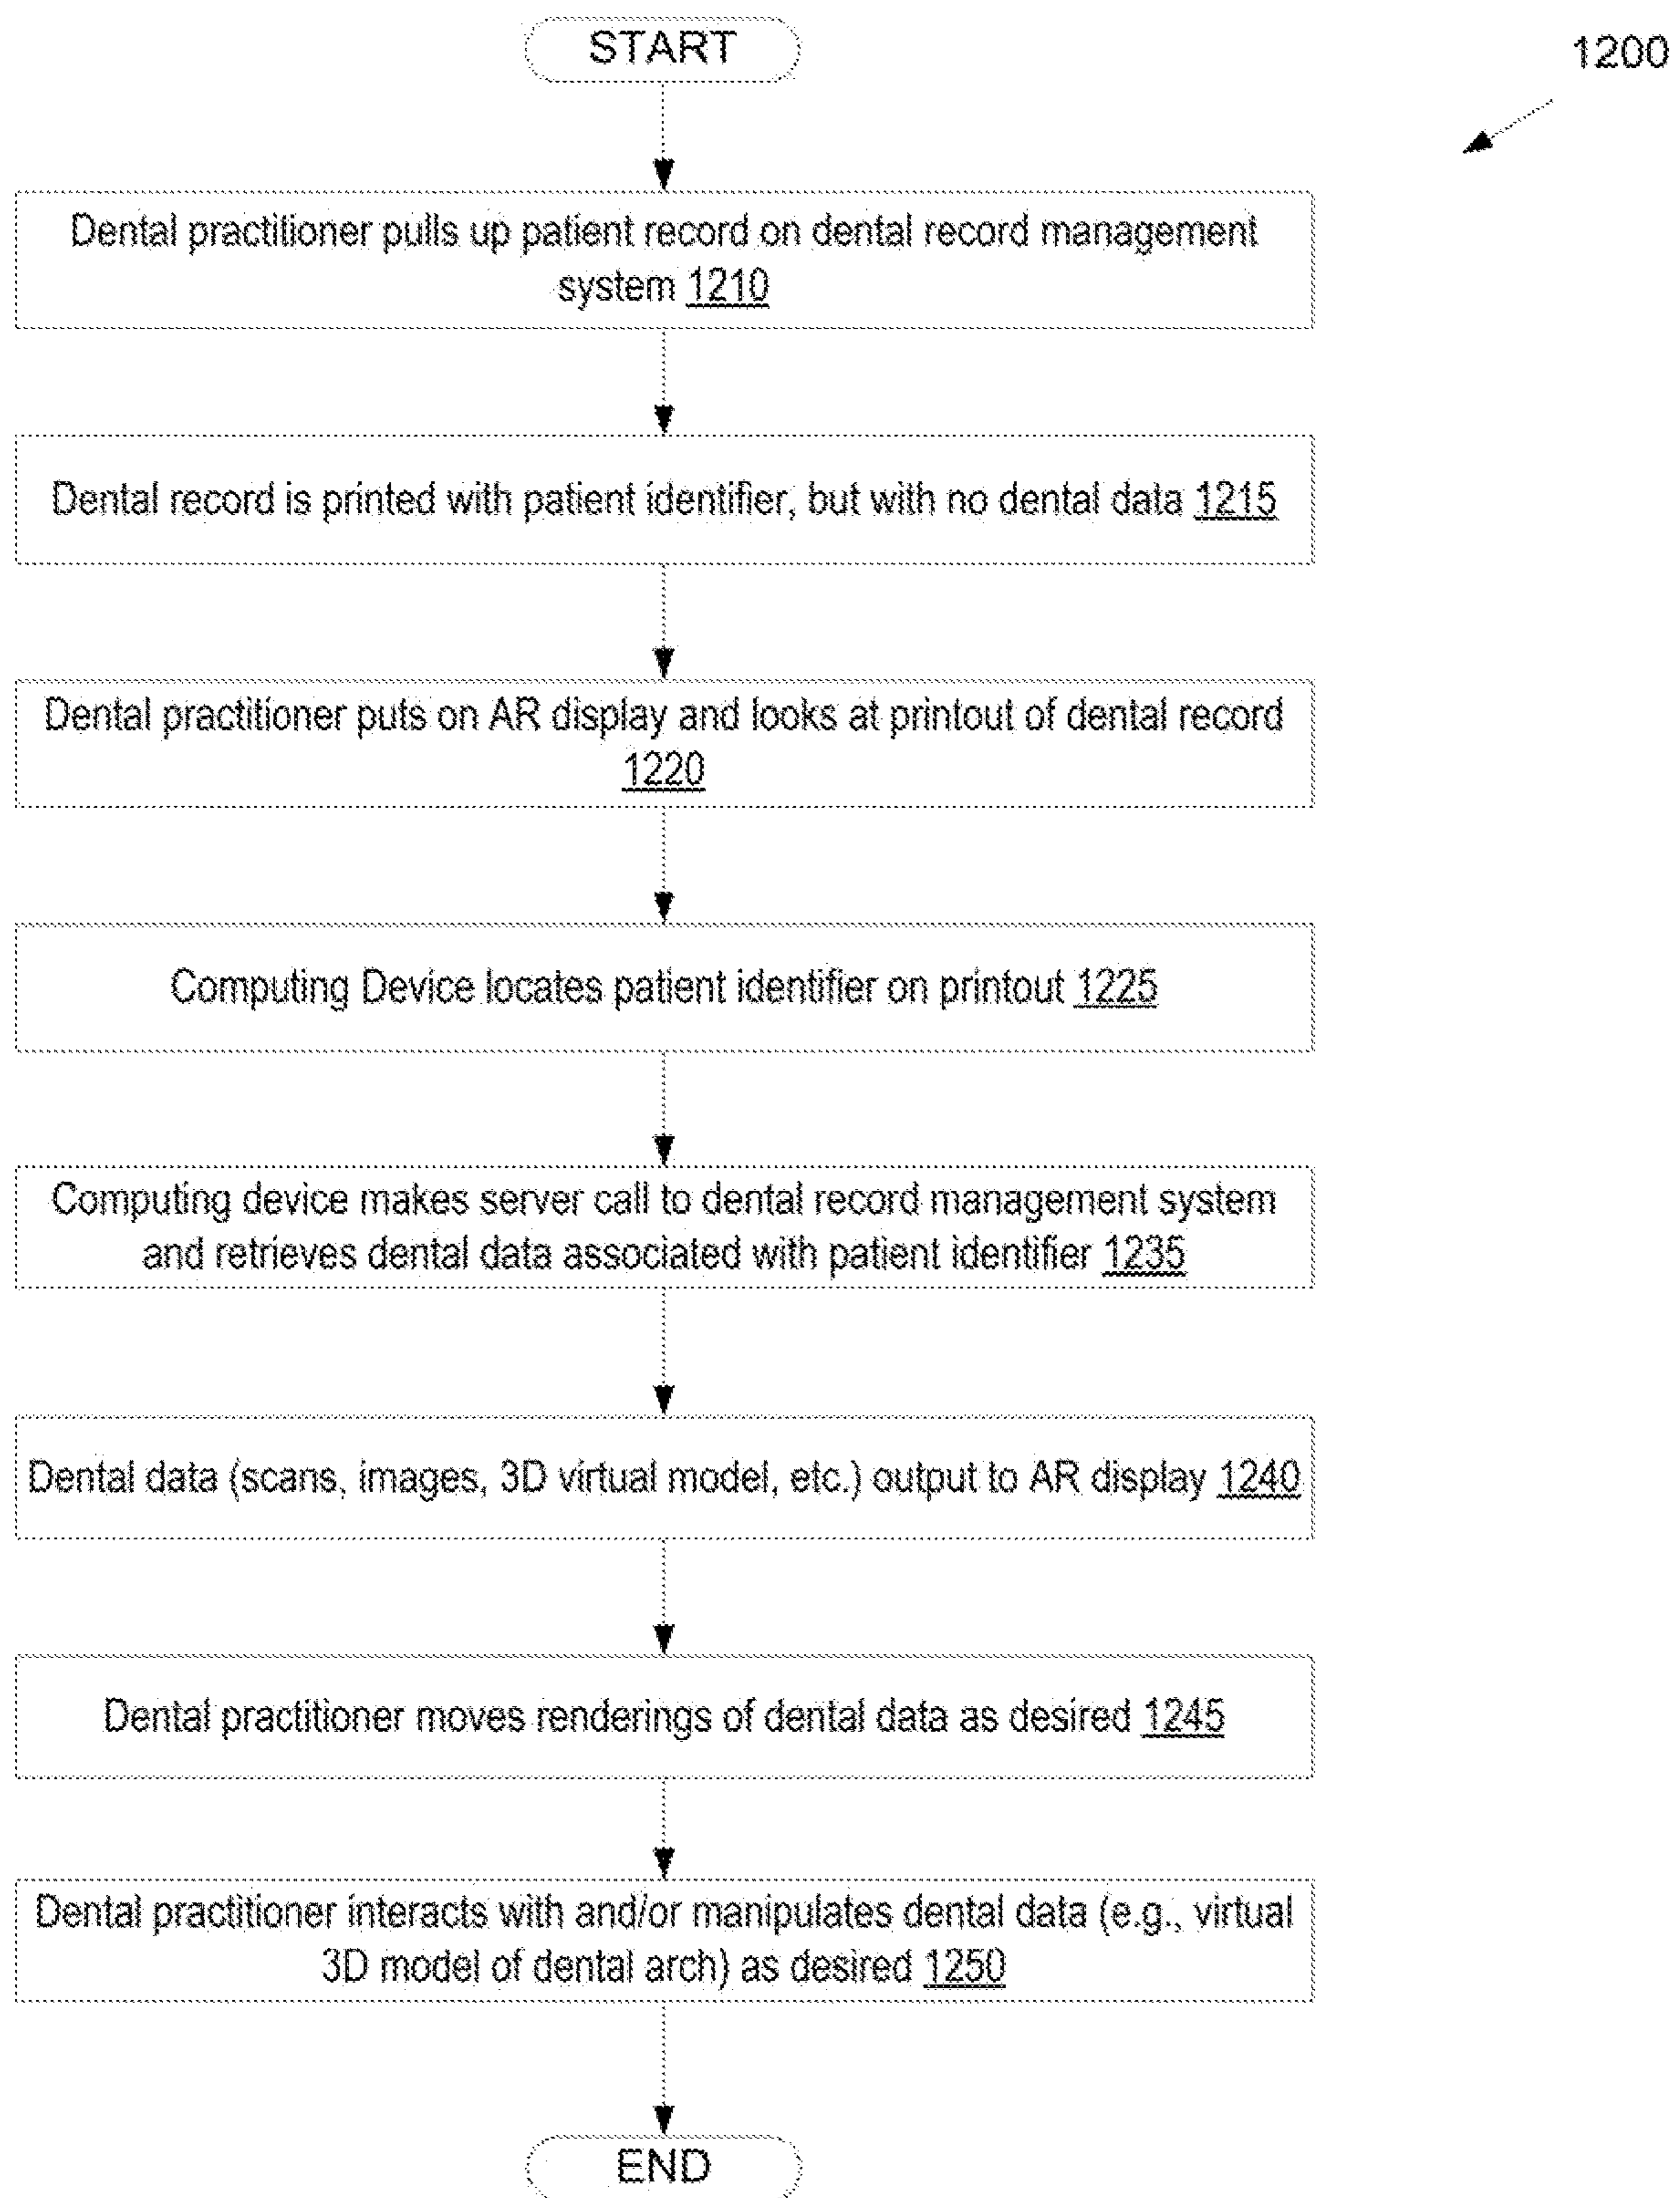 START
1200
Dental practitioner pulls up patient record on dental record management
system 1210
Dental record is printed with patient identifier, but with no dental data 1215
Dental practitioner puts on AR display and looks at printout of dental record
1220
Computing Device locates patient identifier on printout 1225
Computing device makes server call to dental record management system
and retrieves dental data associated with patient identifier 1235
Dental data (scans, images, 3D virtual model, etc.) output to AR display 1240
Dental practitioner moves renderings of dental data as desired 1245
Dental practitioner interacts with and/or manipulates dental data (e.g., virtual
3D model of dental arch) as desired 1250
END